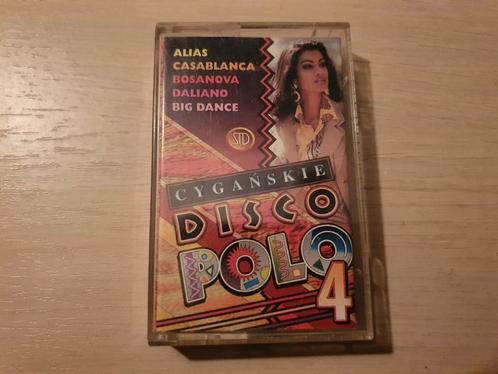 ALIAS
CASABLANCA
BOSANOVA
DALIANO
BIG DANCE
STD
CYGAŃSKIE
DISCO
POLO
4